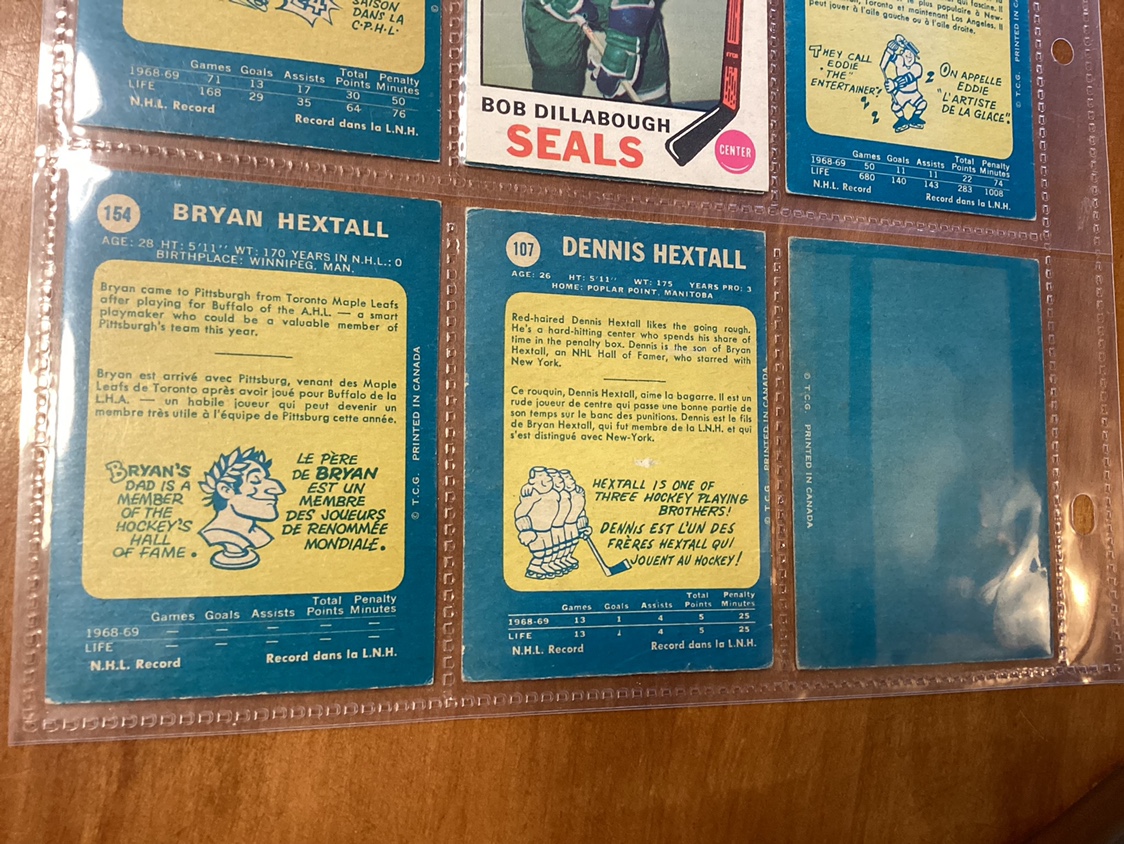 SAISON
DANS LA
C·P·H·L·
Games Goals Assists Total Points Penalty Minutes
1968-69 71 13 17 30 50
LIFE 168 29 35 64 76
N.H.L. Record Record dans la L.N.H.
BOB DILLABOUGH
SEALS
CENTER
Toronto et maintenant Los Angeles. Il
peut jouer à l'aile gauche ou à l'aile droite.
THEY CALL
EDDIE
"THE
ENTERTAINER"
ON APPELLE
EDDIE
"L'ARTISTE
DE LA GLACE".
© T.C.G. PRINTED IN
Games Goals Assists Total Points Penalty Minutes
1968-69 50 11 11 22 74
LIFE 680 140 143 283 1008
N.H.L. Record Record dans la L.N.H.
154 BRYAN HEXTALL
AGE: 28 HT: 5'11'' WT: 170 YEARS IN N.H.L.: 0
BIRTHPLACE: WINNIPEG, MAN.
Bryan came to Pittsburgh from Toronto Maple Leafs
after playing for Buffalo of the A.H.L. — a smart
playmaker who could be a valuable member of
Pittsburgh's team this year.
Bryan est arrivé avec Pittsburg, venant des Maple
Leafs de Toronto après avoir joué pour Buffalo de la
L.H.A. — un habile joueur qui peut devenir un
membre très utile à l'équipe de Pittsburg cette année.
BRYAN'S
DAD IS A
MEMBER
OF THE
HOCKEY'S
HALL
OF FAME.
LE PÈRE
DE BRYAN
EST UN
MEMBRE
DES JOUEURS
DE RENOMMÉE
MONDIALE.
© T.C.G. PRINTED IN CANADA
Games Goals Assists Total Points Penalty Minutes
1968-69 — — — — —
LIFE — — — — —
N.H.L. Record Record dans la L.N.H.
107 DENNIS HEXTALL
AGE: 26 HT: 5'11'' WT: 175 YEARS PRO: 3
HOME: POPLAR POINT, MANITOBA
Red-haired Dennis Hextall likes the going rough.
He's a hard-hitting center who spends his share of
time in the penalty box. Dennis is the son of Bryan
Hextall, an NHL Hall of Famer, who starred with
New York.
Ce rouquin, Dennis Hextall, aime la bagarre. Il est un
rude joueur de centre qui passe une bonne partie de
son temps sur le banc des punitions. Dennis est le fils
de Bryan Hextall, qui fut membre de la L.N.H. et qui
s'est distingué avec New-York.
HEXTALL IS ONE OF
THREE HOCKEY PLAYING
BROTHERS!
DENNIS EST L'UN DES
FRÈRES HEXTALL QUI
JOUENT AU HOCKEY!
© T.C.G. PRINTED IN CANADA
Games Goals Assists Total Points Penalty Minutes
1968-69 13 1 4 5 25
LIFE 13 1 4 5 25
N.H.L. Record Record dans la L.N.H.
© T.C.G. PRINTED IN CANADA